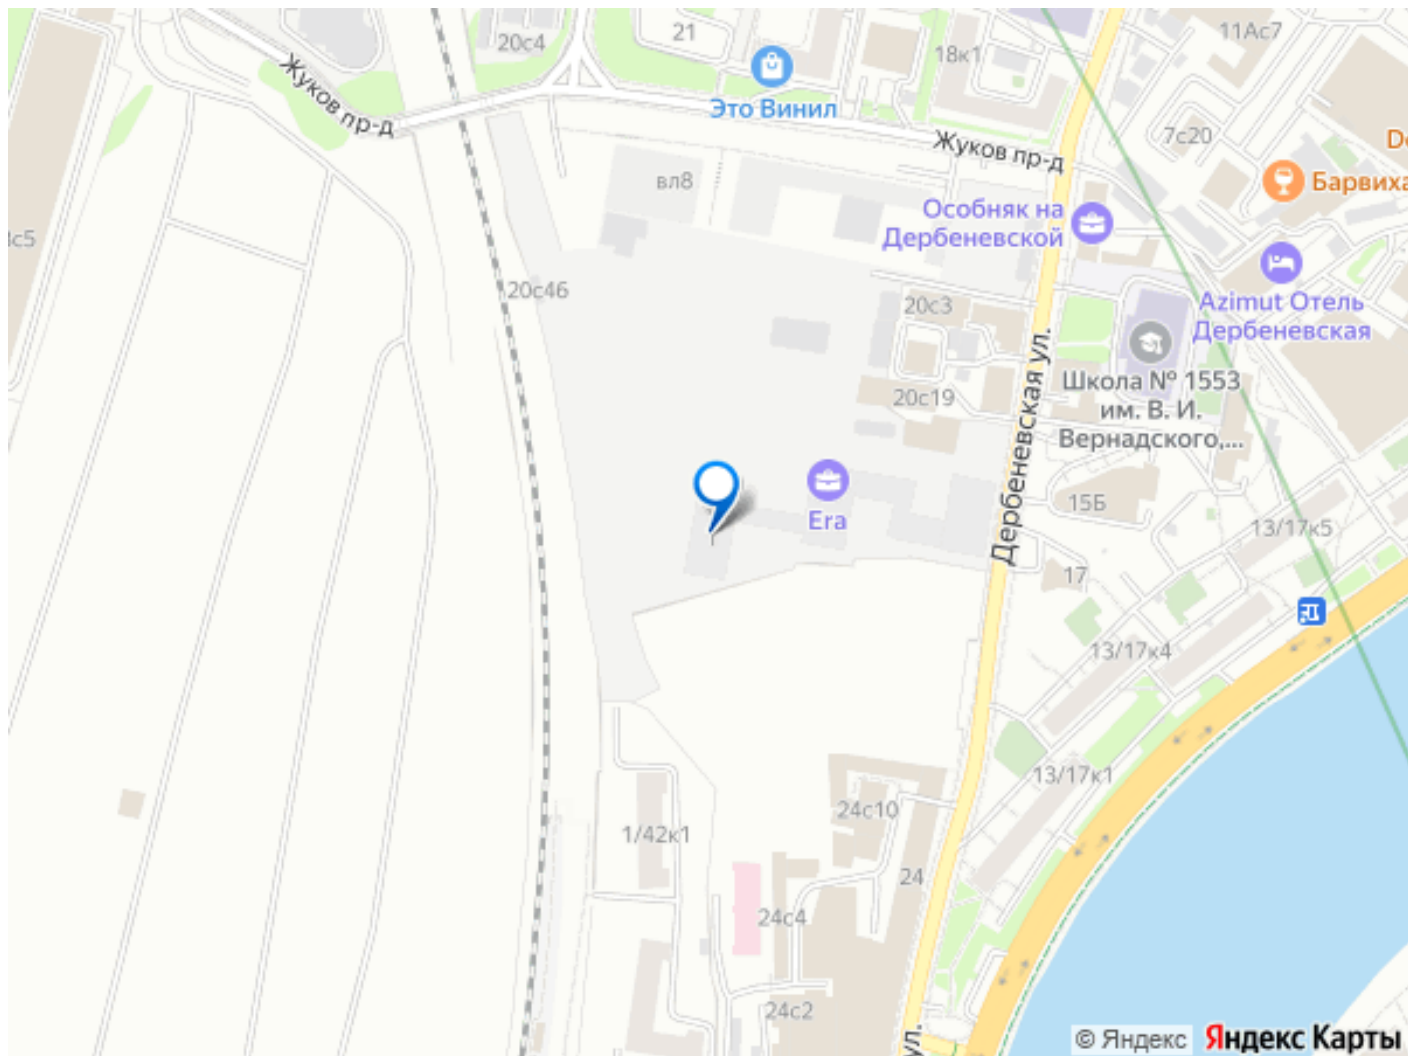 20с4
21
18к1
11Ас7
Это Винил
Жуков пр-д
Жуков пр-д
7с20
вл8
Барвиха
Особняк на
Дербеневской
20с46
20с3
Azimut Отель
Дербеневская
Дербеневская ул.
Школа № 1553
им. В. И.
Вернадского,...
20с19
Era
15Б
13/17к5
17
13/17к4
13/17к1
24с10
1/42к1
24
24с4
24с2
ул.
© Яндекс
Яндекс Карты